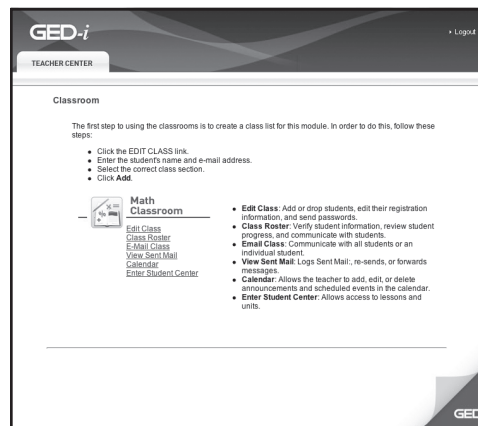 GED-i
Logout
TEACHER CENTER
Classroom
The first step to using the classrooms is to create a class list for this module. In order to do this, follow these
steps:
● Click the EDIT CLASS link.
● Enter the student's name and e-mail address.
● Select the correct class section.
● Click Add.
Math
Classroom
Edit Class
Class Roster
E-Mail Class
View Sent Mail
Calendar
Enter Student Center
● Edit Class: Add or drop students, edit their registration
information, and send passwords.
● Class Roster: Verify student information, review student
progress, and communicate with students.
● Email Class: Communicate with all students or an
individual student.
● View Sent Mail: Logs Sent Mail:, re-sends, or forwards
messages.
● Calendar: Allows the teacher to add, edit, or delete
announcements and scheduled events in the calendar.
● Enter Student Center: Allows access to lessons and
units.
GED